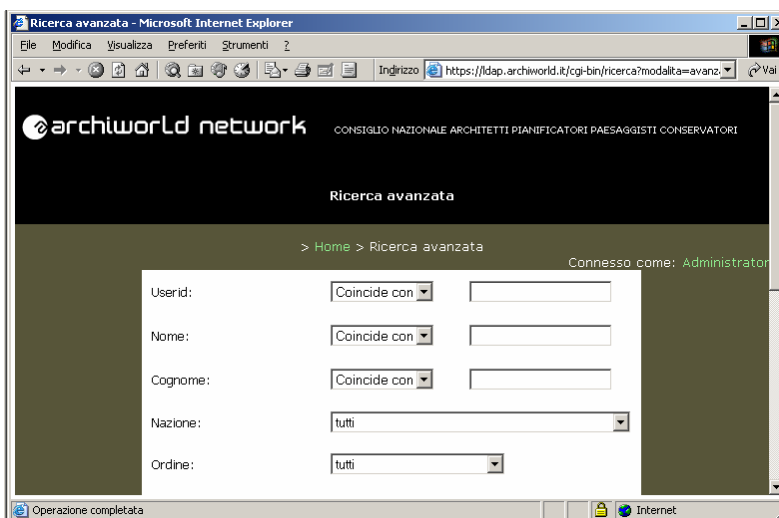 Ricerca avanzata - Microsoft Internet Explorer
File Modifica Visualizza Preferiti Strumenti ?
Indirizzo https://ldap.archiworld.it/cgi-bin/ricerca?modalita=avanz Vai
archiworld network CONSIGLIO NAZIONALE ARCHITETTI PIANIFICATORI PAESAGGISTI CONSERVATORI
Ricerca avanzata
> Home > Ricerca avanzata
Connesso come: Administrator
Userid: Coincide con
Nome: Coincide con
Cognome: Coincide con
Nazione: tutti
Ordine: tutti
Operazione completata Internet